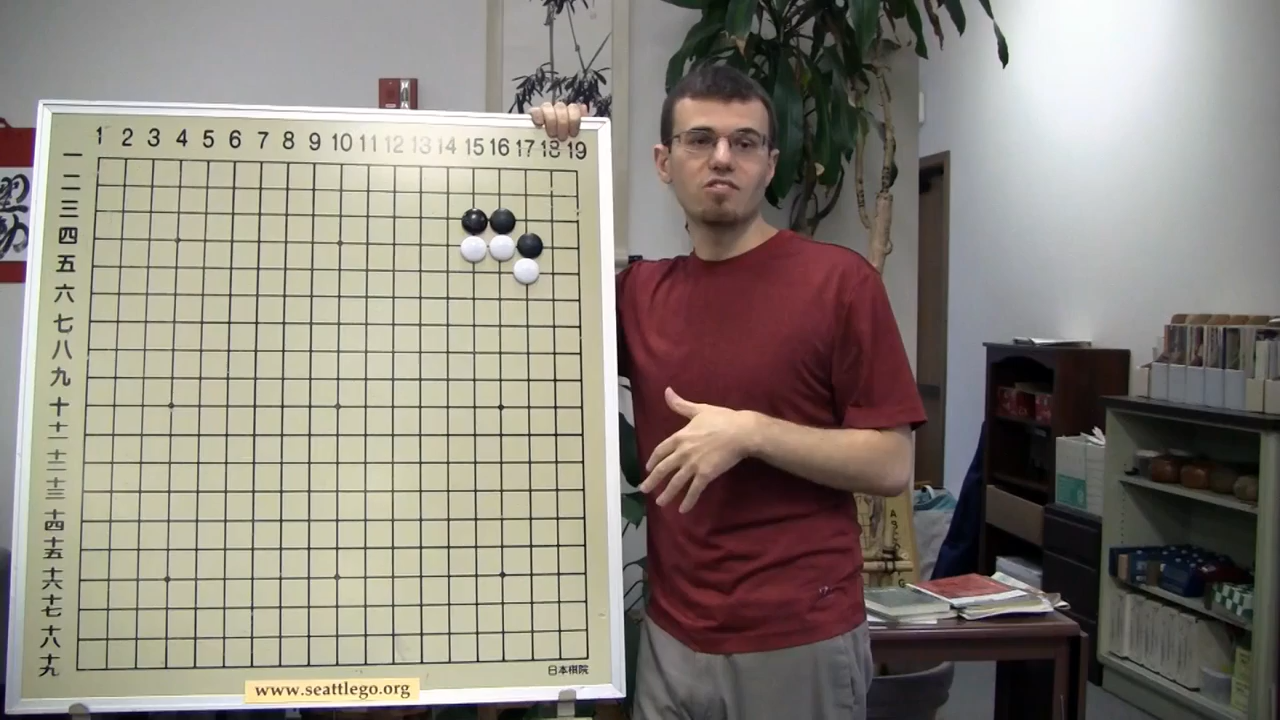 1 2 3 4 5 6 7 8 9 10 11 12 13 14 15 16 17 18 19
一
二
三
四
五
六
七
八
九
十
十一
十二
十三
十四
十五
十六
十七
十八
十九
日本棋院
www.seattlego.org